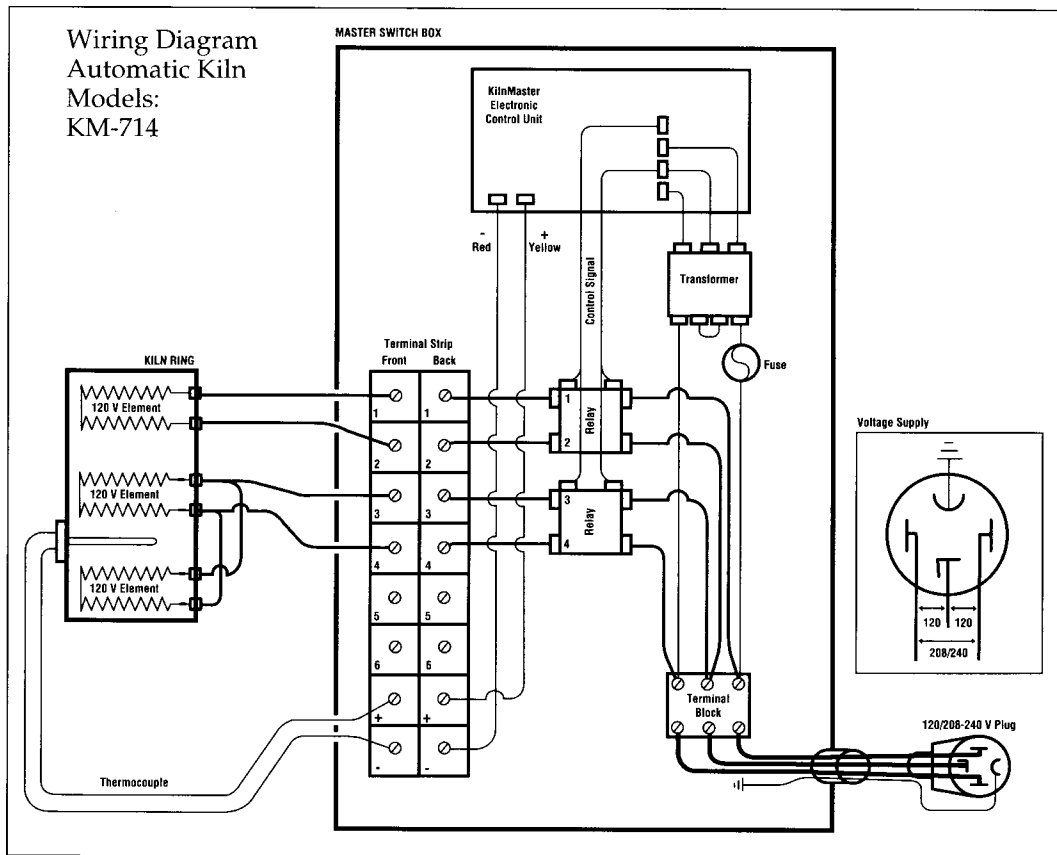 Wiring Diagram
Automatic Kiln
Models:
KM-714
MASTER SWITCH BOX
KilnMaster
Electronic
Control Unit
- +
Red Yellow
Control Signal
Transformer
Fuse
Terminal Strip
Front Back
KILN RING
120 V Element
120 V Element
120 V Element
1 1
2 2
3 3
4 4
5 5
6 6
+ +
- -
1
2
Relay
3
4
Relay
Terminal
Block
Thermocouple
Voltage Supply
120 120
208/240
120/208-240 V Plug